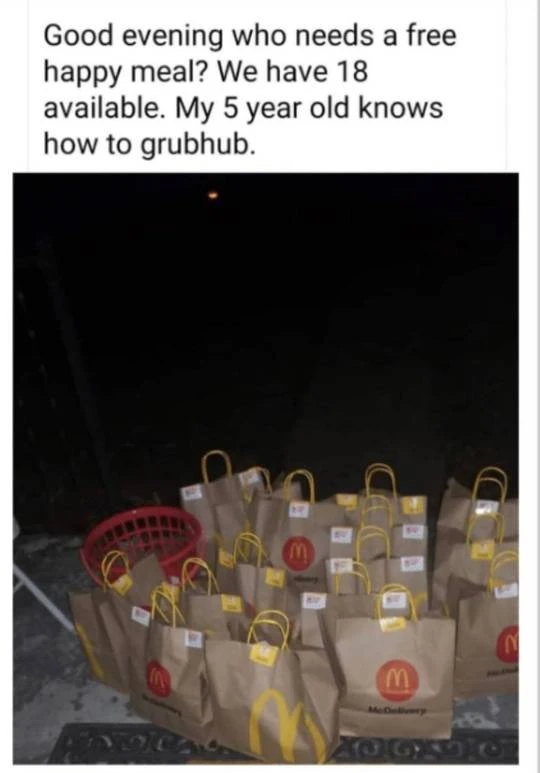 Good evening who needs a free
happy meal? We have 18
available. My 5 year old knows
how to grubhub.
McDelivery